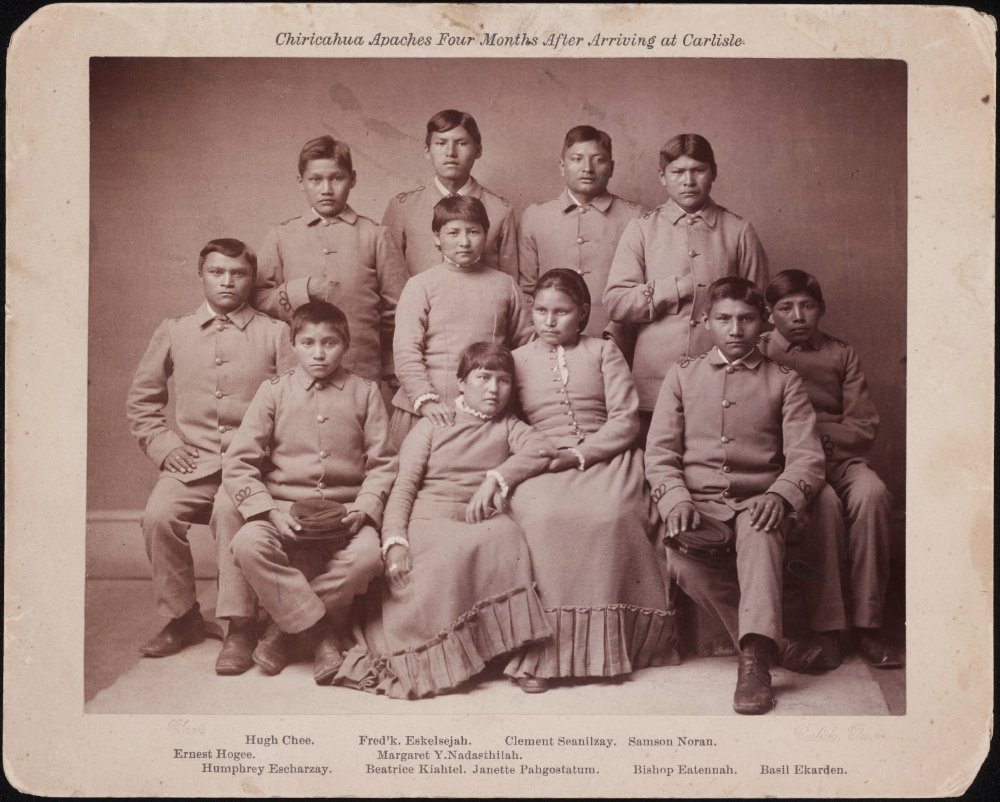 Chiricahua Apaches Four Months After Arriving at Carlisle.
Carlisle, Pa.
Hugh Chee. Fred'k. Eskelsejah. Clement Seanilzay. Samson Noran.
Ernest Hogee. Margaret Y.Nadasthilah.
Humphrey Escharzay. Beatrice Kiahtel. Janette Pahgostatum. Bishop Eatennah. Basil Ekarden.